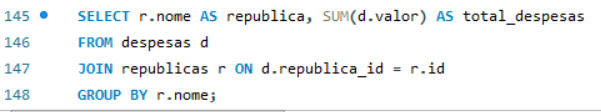 145 SELECT r.nome AS republica, SUM(d.valor) AS total_despesas
146 FROM despesas d
147 JOIN republicas r ON d.republica_id = r.id
148 GROUP BY r.nome;